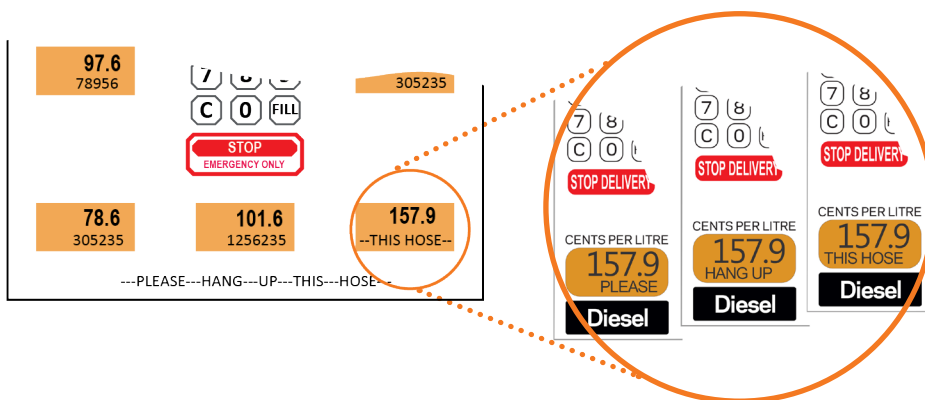 97.6
78956
305235
7 8
C 0 FILL
STOP
EMERGENCY ONLY
78.6
305235
101.6
1256235
157.9
--THIS HOSE--
---PLEASE---HANG---UP---THIS---HOSE---
7 8
C 0
STOP DELIVERY
CENTS PER LITRE
157.9
PLEASE
Diesel
7 8
C 0
STOP DELIVERY
CENTS PER LITRE
157.9
HANG UP
Diesel
7 8
C 0
STOP DELIVERY
CENTS PER LITRE
157.9
THIS HOSE
Diesel